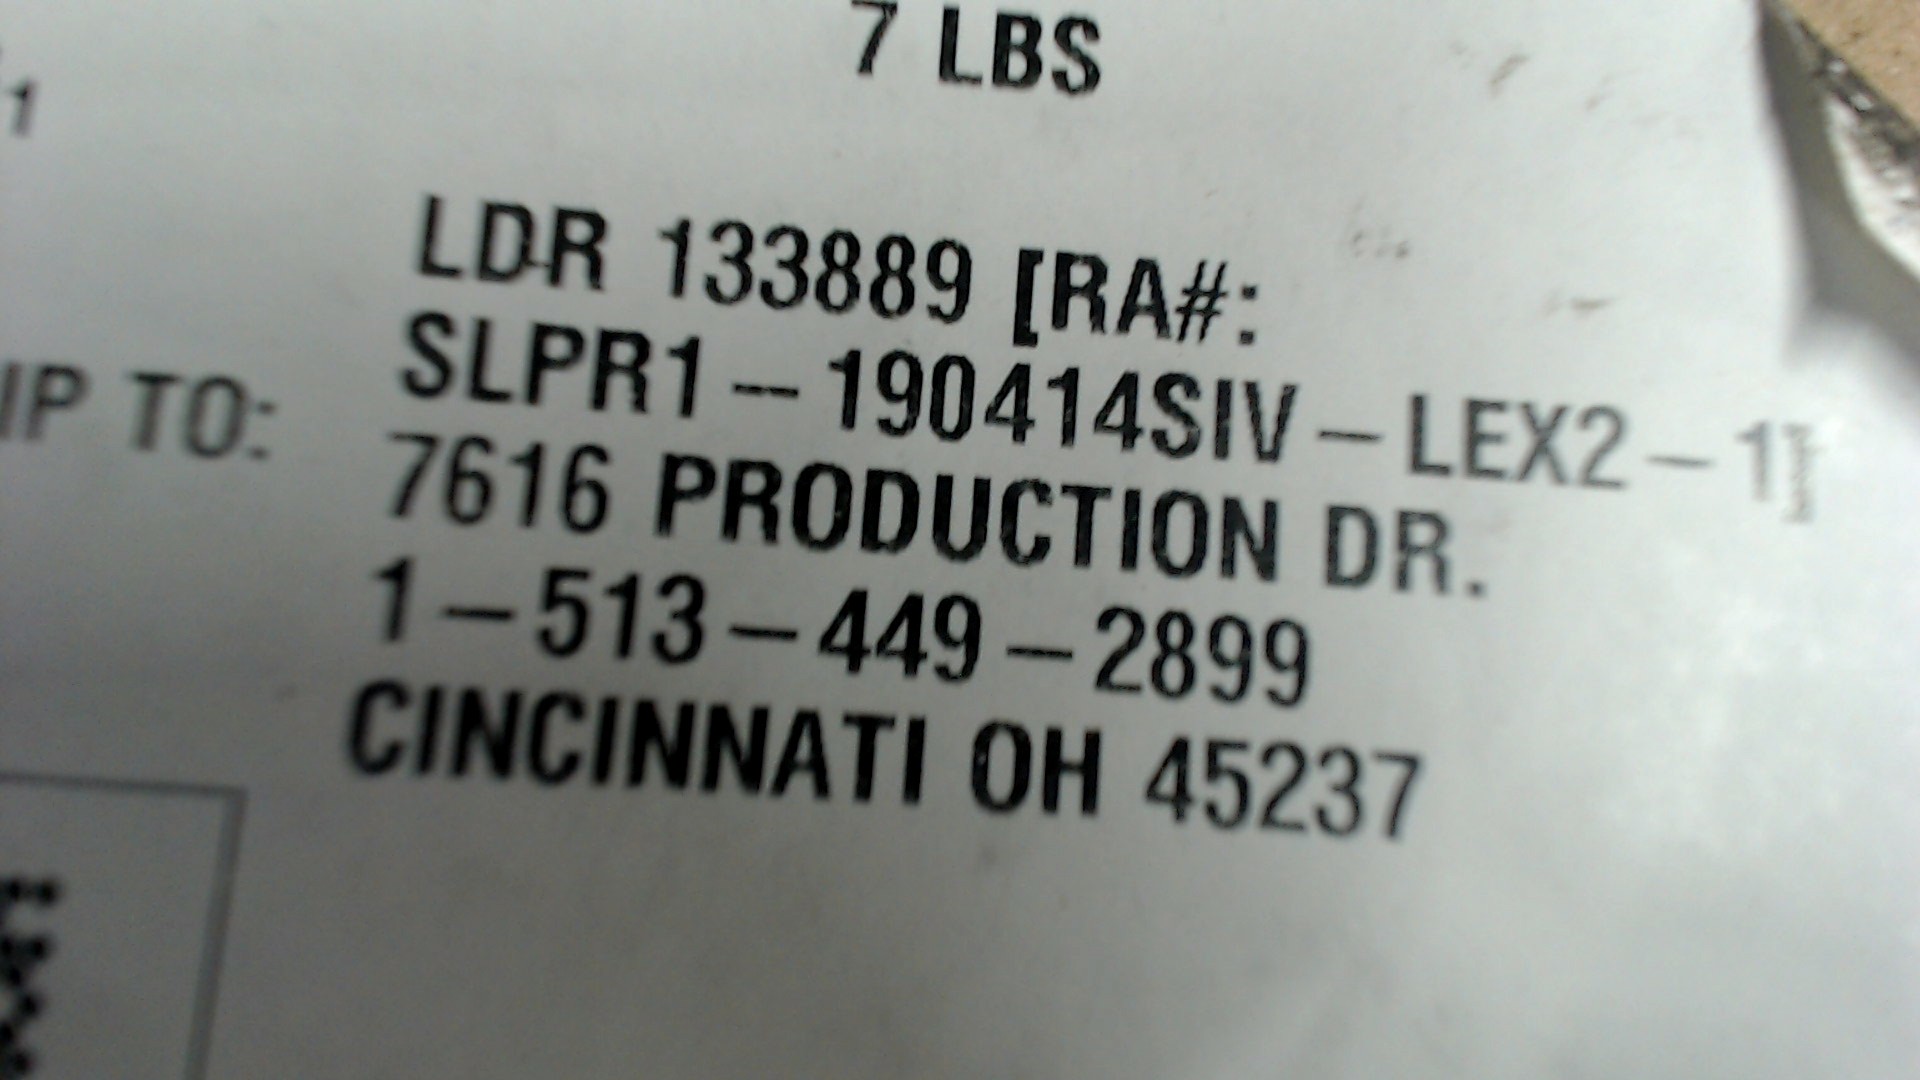 7 LBS
1
LDR 133889 [RA#:
SLPR1-190414SIV-LEX2-1]
IP TO:
7616 PRODUCTION DR.
1-513-449-2899
CINCINNATI OH 45237